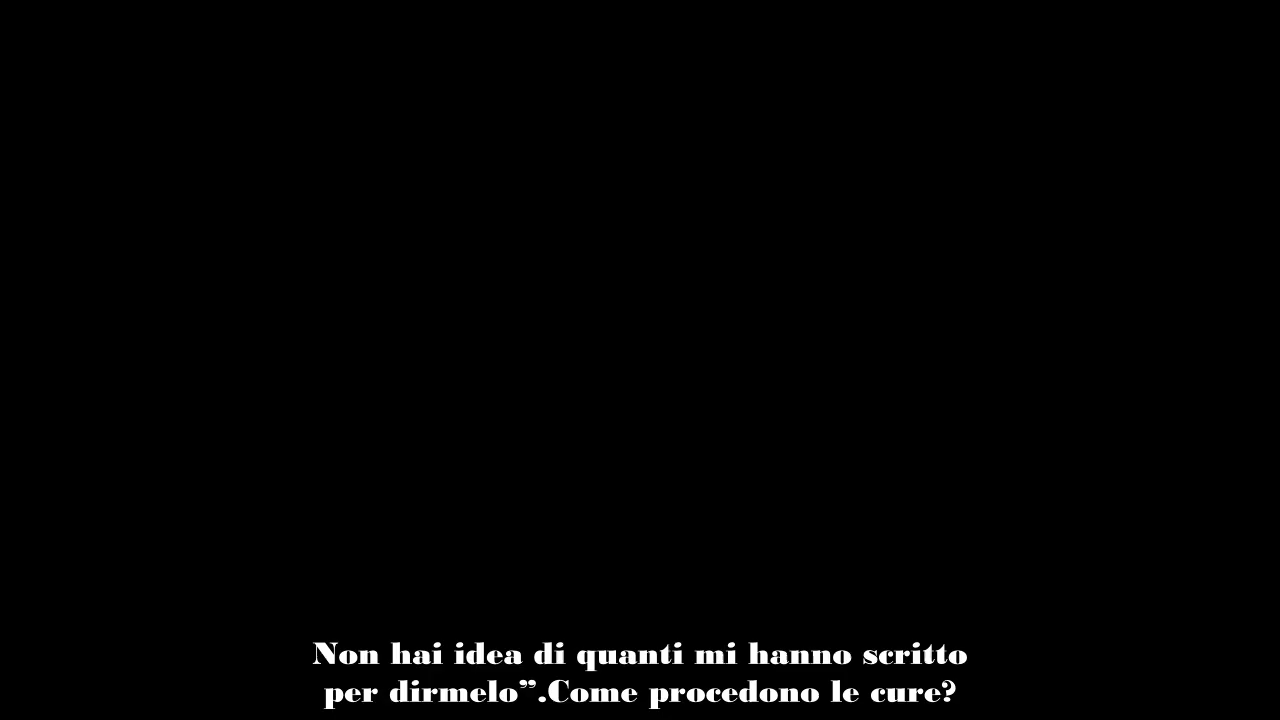 Non hai idea di quanti mi hanno scritto
per dirmelo”.Come procedono le cure?